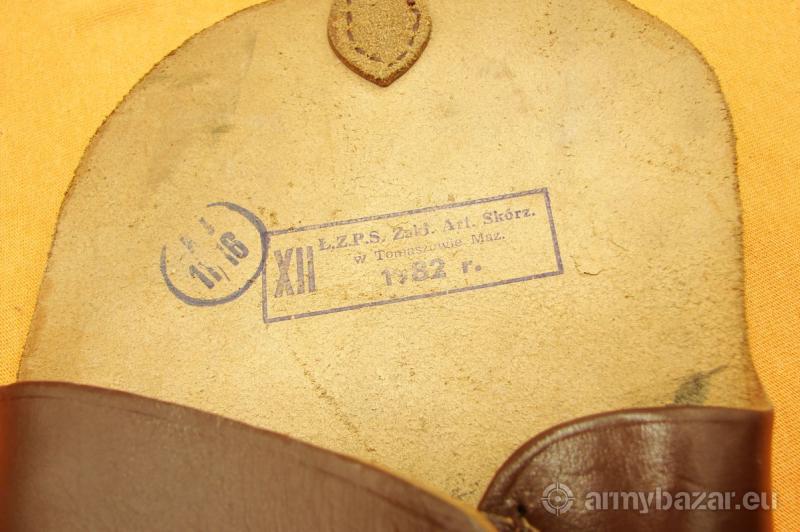 11/16
XII
Ł.Z.P.S. Zakł. Art. Skórz.
w Tomaszowie Maz.
1982 r.
armybazar.eu